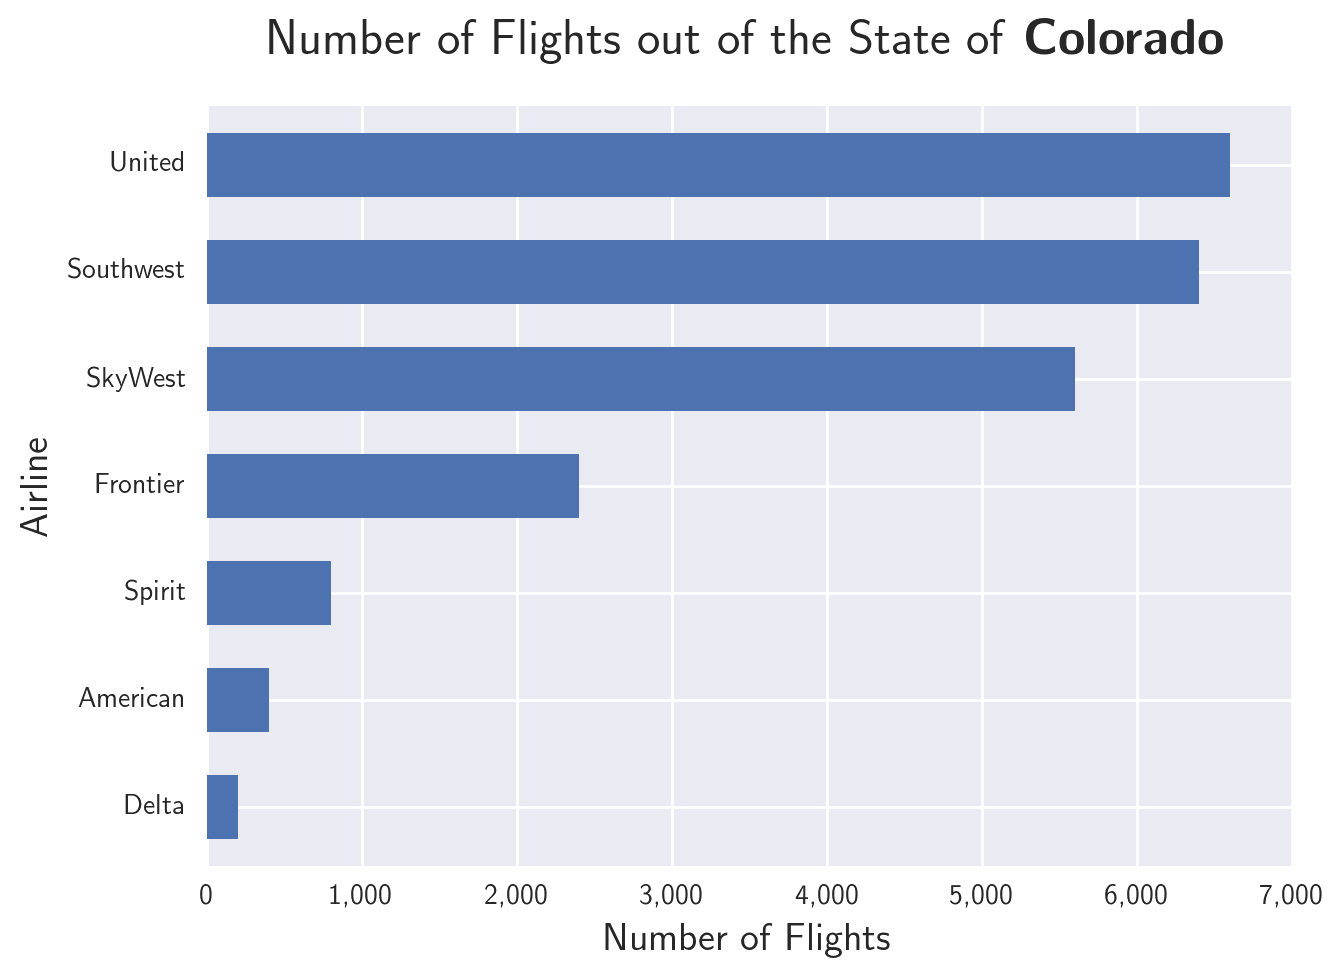 Number of Flights out of the State of Colorado
United
Southwest
SkyWest
Frontier
Spirit
American
Delta
Airline
0 1,000 2,000 3,000 4,000 5,000 6,000 7,000
Number of Flights